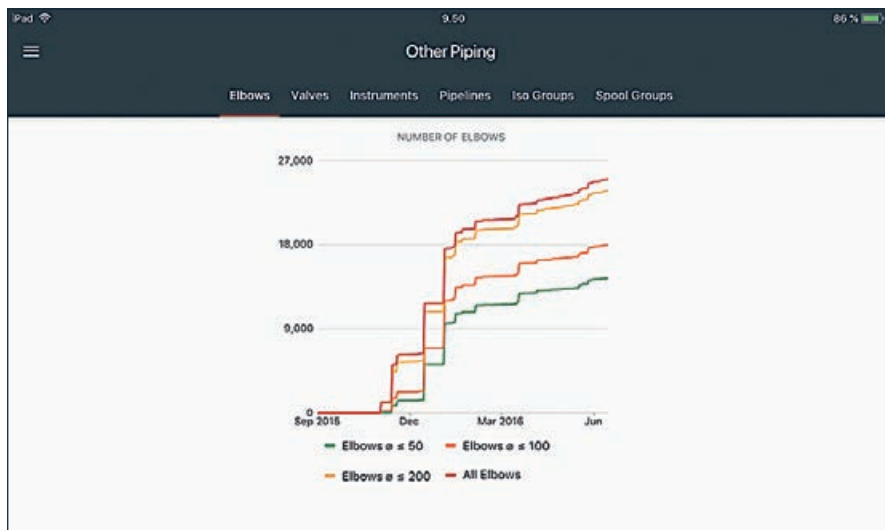 iPad 9.50 86 %
Other Piping
Elbows Valves Instruments Pipelines Iso Groups Spool Groups
NUMBER OF ELBOWS
27,000
18,000
9,000
0
Sep 2015 Dec Mar 2016 Jun
Elbows ø ≤ 50 Elbows ø ≤ 100
Elbows ø ≤ 200 All Elbows